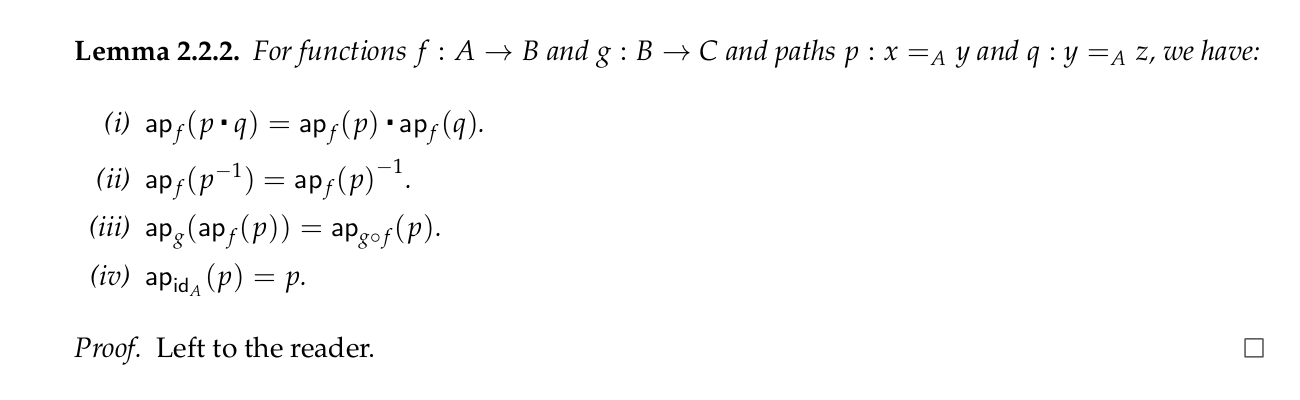 Lemma 2.2.2. For functions f : A → B and g : B → C and paths p : x =_A y and q : y =_A z, we have:
(i) ap_f(p ▪ q) = ap_f(p) ▪ ap_f(q).
(ii) ap_f(p⁻¹) = ap_f(p)⁻¹.
(iii) ap_g(ap_f(p)) = ap_{g∘f}(p).
(iv) ap_{id_A}(p) = p.
Proof. Left to the reader. □